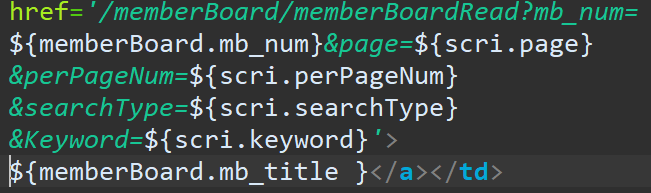 href='/memberBoard/memberBoardRead?mb_num=
${memberBoard.mb_num}&page=${scri.page}
&perPageNum=${scri.perPageNum}
&searchType=${scri.searchType}
&Keyword=${scri.keyword}'>
${memberBoard.mb_title }</a></td>